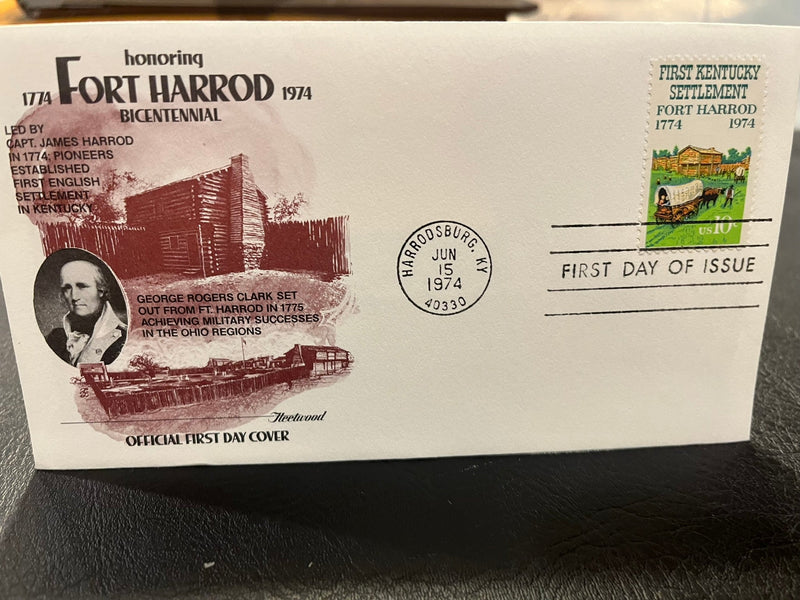 honoring
1774 FORT HARROD 1974
BICENTENNIAL
LED BY
CAPT. JAMES HARROD
IN 1774; PIONEERS
ESTABLISHED
FIRST ENGLISH
SETTLEMENT
IN KENTUCKY
GEORGE ROGERS CLARK SET
OUT FROM FT. HARROD IN 1775
ACHIEVING MILITARY SUCCESSES
IN THE OHIO REGIONS
Fleetwood
OFFICIAL FIRST DAY COVER
HARRODSBURG, KY
JUN
15
1974
40330
FIRST KENTUCKY
SETTLEMENT
FORT HARROD
1774 1974
US 10c
FIRST DAY OF ISSUE